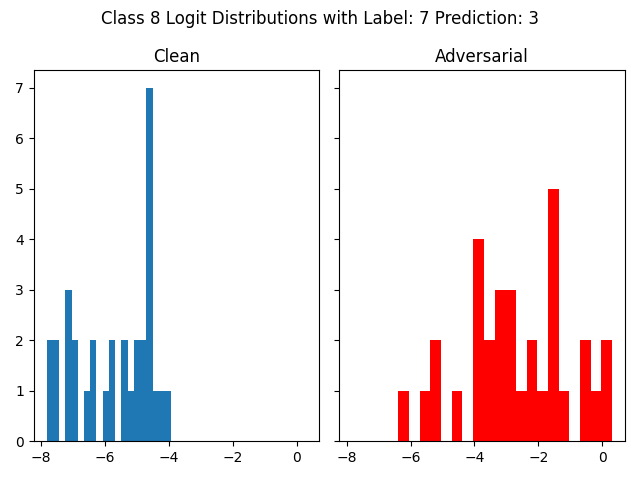 Class 8 Logit Distributions with Label: 7 Prediction: 3
Clean
Adversarial
7
6
5
4
3
2
1
0
−8 −6 −4 −2 0
−8 −6 −4 −2 0